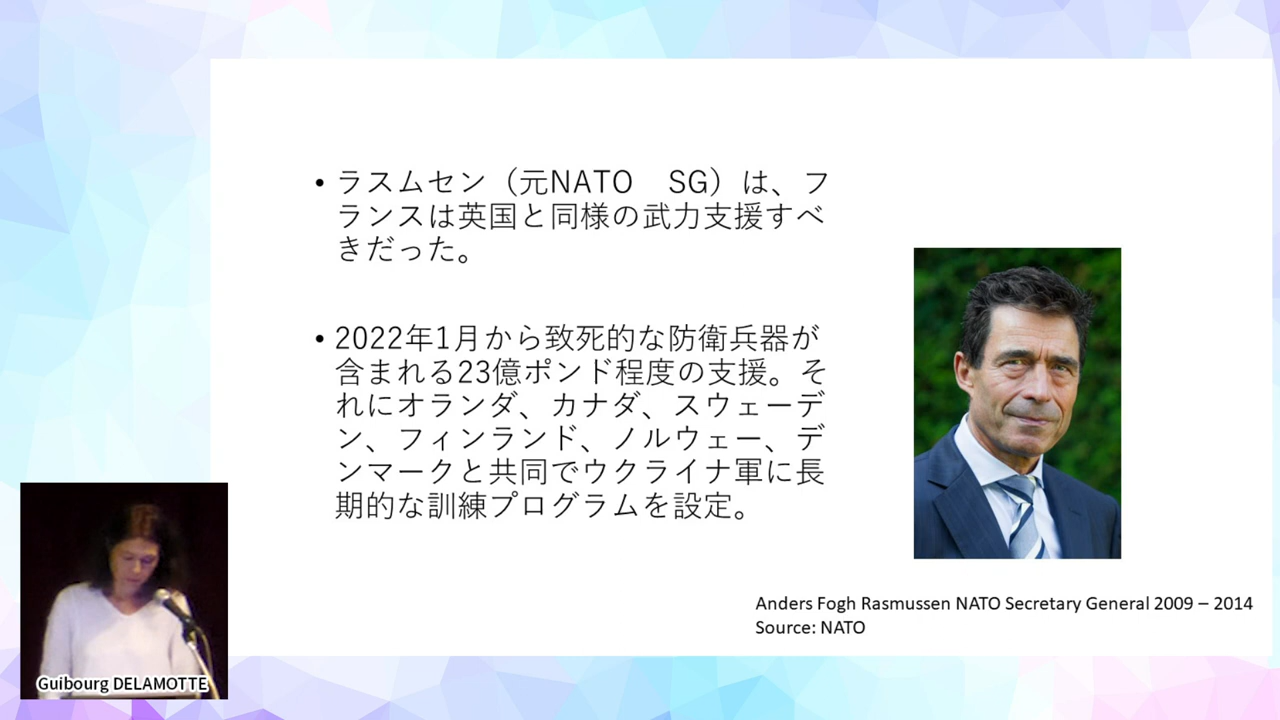 • ラスムセン（元NATO　SG）は、フ
ランスは英国と同様の武力支援すべ
きだった。
• 2022年1月から致死的な防衛兵器が
含まれる23億ポンド程度の支援。そ
れにオランダ、カナダ、スウェーデ
ン、フィンランド、ノルウェー、デ
ンマークと共同でウクライナ軍に長
期的な訓練プログラムを設定。
Anders Fogh Rasmussen NATO Secretary General 2009 – 2014
Source: NATO
Guibourg DELAMOTTE